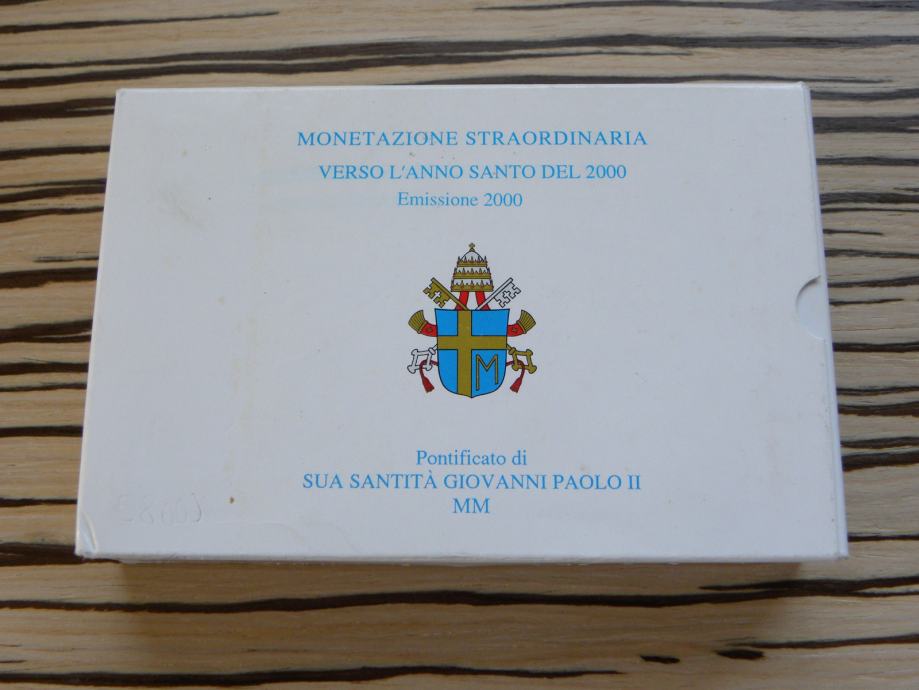 MONETAZIONE STRAORDINARIA
VERSO L'ANNO SANTO DEL 2000
Emissione 2000
M
Pontificato di
SUA SANTITÀ GIOVANNI PAOLO II
MM